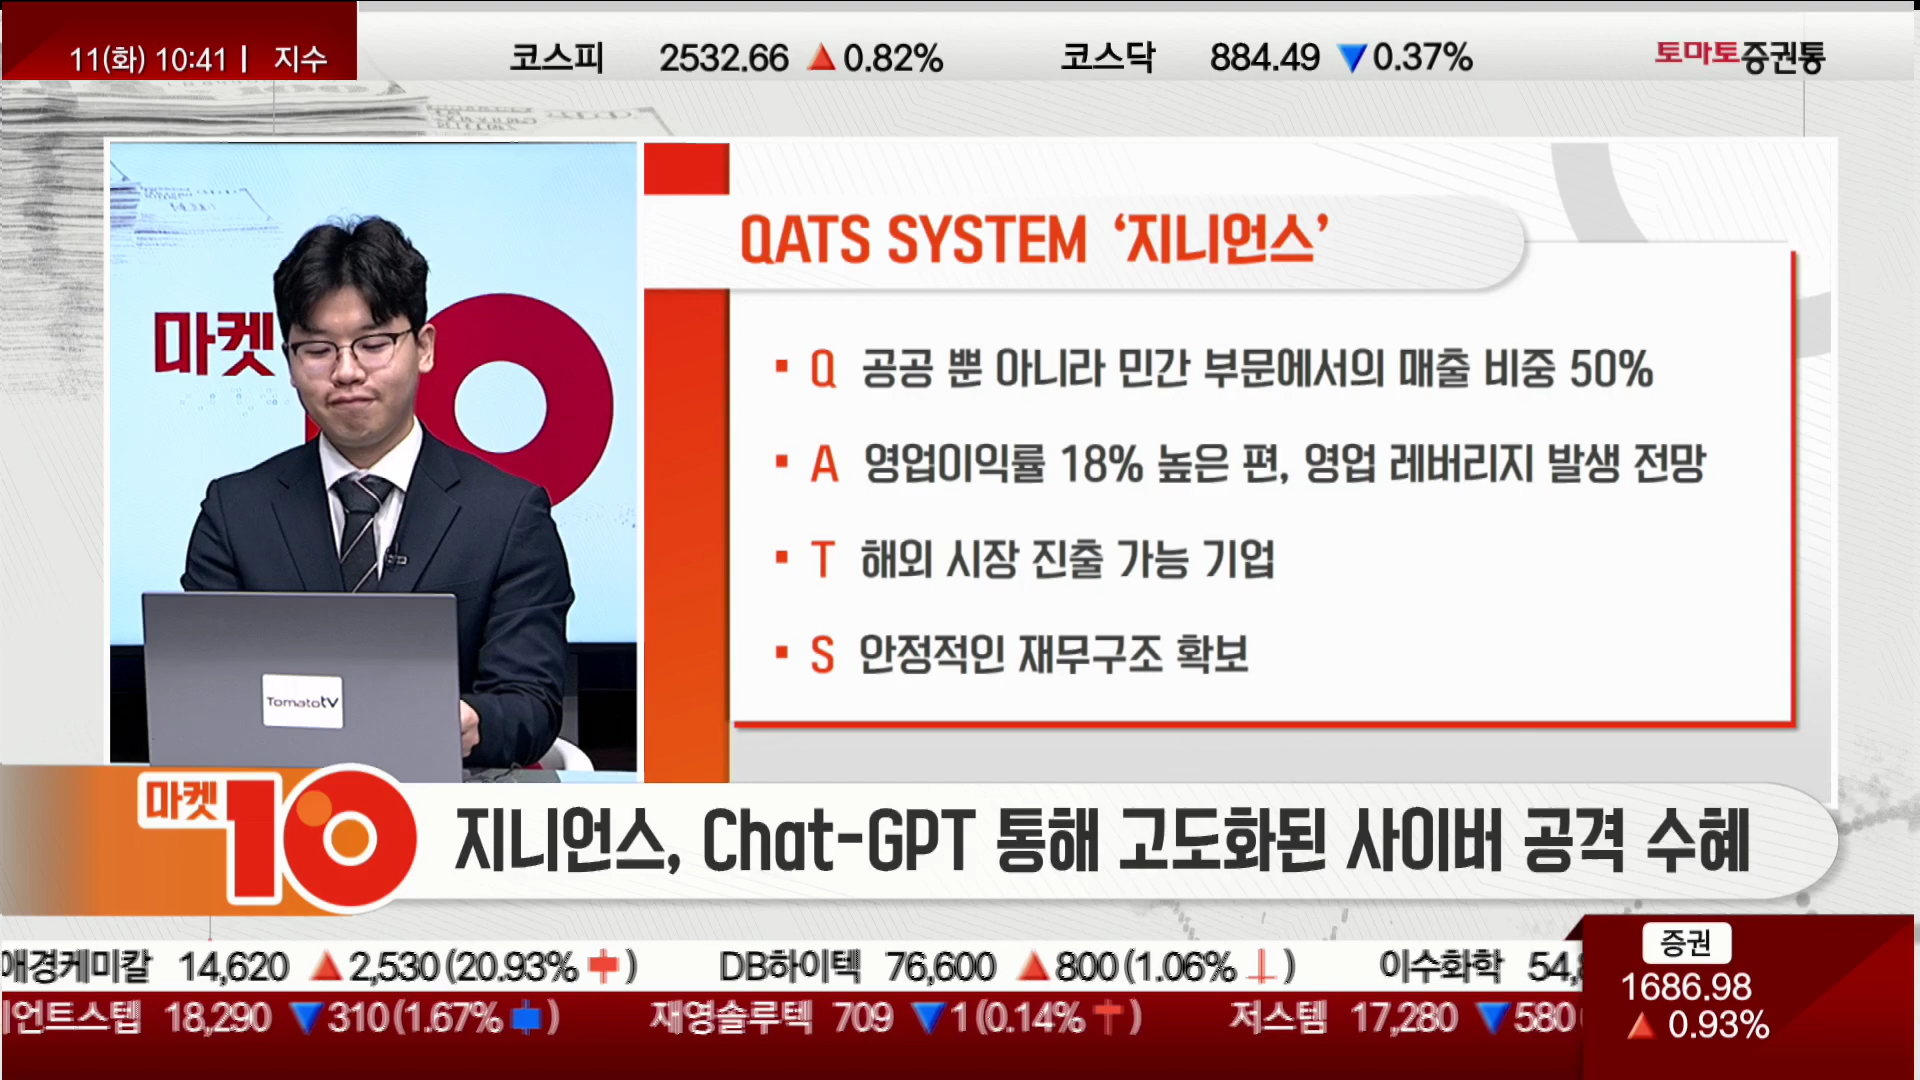 11(화) 10:41 | 지수
코스피 2532.66 ▲0.82%
코스닥 884.49 ▼0.37%
토마토증권통
마켓
QATS SYSTEM ‘지니언스’
▪ Q 공공 뿐 아니라 민간 부문에서의 매출 비중 50%
▪ A 영업이익률 18% 높은 편, 영업 레버리지 발생 전망
▪ T 해외 시장 진출 가능 기업
▪ S 안정적인 재무구조 확보
TomatotV
마켓
10
지니언스, Chat-GPT 통해 고도화된 사이버 공격 수혜
애경케미칼 14,620 ▲2,530(20.93% ) DB하이텍 76,600 ▲800(1.06% ) 이수화학
언트스텝 18,290 ▼310(1.67% ) 재영솔루텍 709 ▼1(0.14% ) 저스템 17,280 ▼580
증권
1686.98
▲ 0.93%